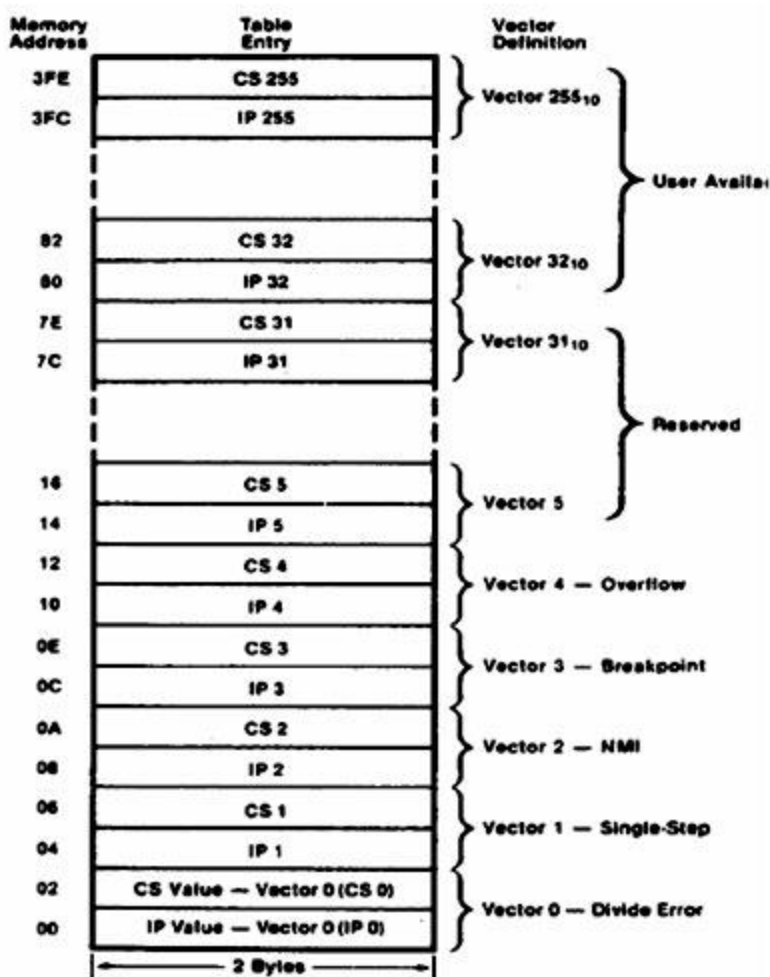 Memory Address Table Entry Vector Definition
3FE CS 255
Vector 255₁₀
3FC IP 255
User Availa
82 CS 32
Vector 32₁₀
80 IP 32
7E CS 31
Vector 31₁₀
7C IP 31
Reserved
16 CS 5
Vector 5
14 IP 5
12 CS 4
Vector 4 — Overflow
10 IP 4
0E CS 3
Vector 3 — Breakpoint
0C IP 3
0A CS 2
Vector 2 — NMI
08 IP 2
06 CS 1
Vector 1 — Single-Step
04 IP 1
02 CS Value — Vector 0 (CS 0)
Vector 0 — Divide Error
00 IP Value — Vector 0 (IP 0)
2 Bytes